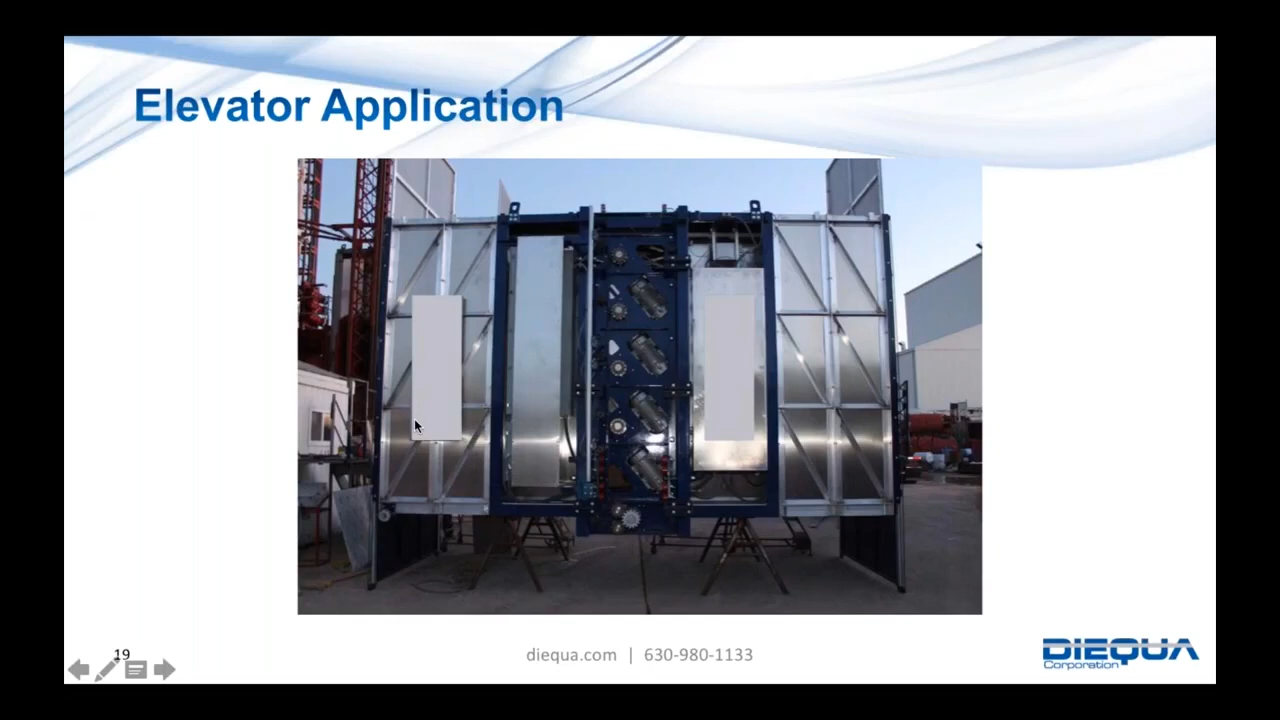 Elevator Application
19
diequa.com | 630-980-1133
DIEQUA
Corporation